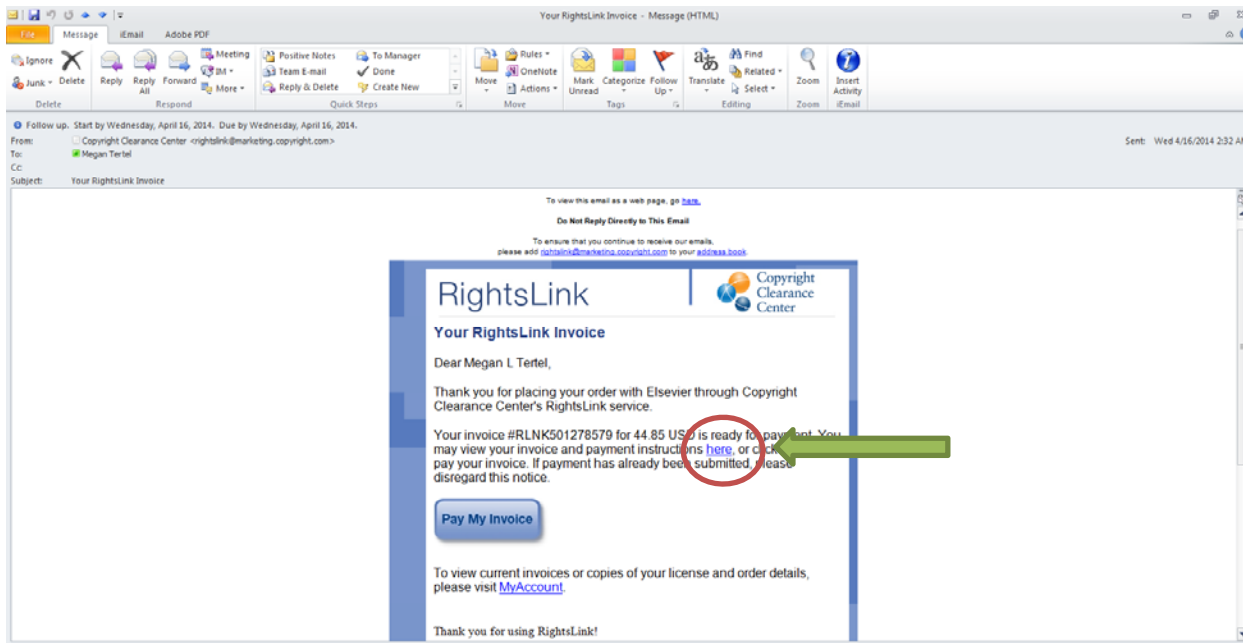 Your RightsLink Invoice - Message (HTML)
File Message iEmail Adobe PDF
Ignore
Junk
Delete
Reply
Reply All
Forward
Meeting
IM
More
Positive Notes
Team E-mail
Reply & Delete
To Manager
Done
Create New
Move
Rules
OneNote
Actions
Mark Unread
Categorize
Follow Up
Translate
Find
Related
Select
Zoom
Insert Activity
Delete Respond Quick Steps Move Tags Editing Zoom iEmail
Follow up. Start by Wednesday, April 16, 2014. Due by Wednesday, April 16, 2014.
From: Copyright Clearance Center <rightslink@marketing.copyright.com>
Sent: Wed 4/16/2014 2:32
To: Megan Tertel
Cc:
Subject: Your RightsLink Invoice
To view this email as a web page, go here.
Do Not Reply Directly to This Email
To ensure that you continue to receive our emails,
please add rightslink@marketing.copyright.com to your address book.
RightsLink
Copyright
Clearance
Center
Your RightsLink Invoice
Dear Megan L Tertel,
Thank you for placing your order with Elsevier through Copyright
Clearance Center's RightsLink service.
Your invoice #RLNK501278579 for 44.85 USD is ready for payment. You
may view your invoice and payment instructions here, or click
pay your invoice. If payment has already been submitted, please
disregard this notice.
Pay My Invoice
To view current invoices or copies of your license and order details,
please visit MyAccount.
Thank you for using RightsLink!